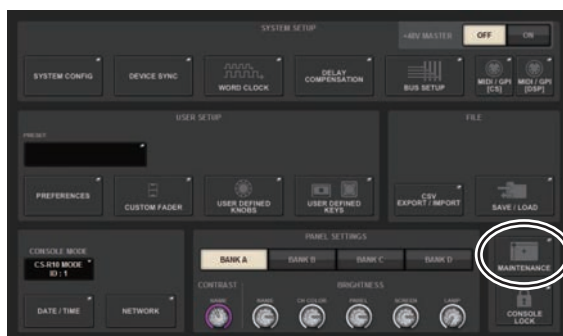 SYSTEM SETUP
+48V MASTER OFF ON
SYSTEM CONFIG
DEVICE SYNC
WORD CLOCK
DELAY
COMPENSATION
BUS SETUP
MIDI / GPI
[CS]
MIDI / GPI
[DSP]
USER SETUP
PRESET
PREFERENCES
CUSTOM FADER
USER DEFINED
KNOBS
USER DEFINED
KEYS
FILE
CSV
EXPORT / IMPORT
SAVE / LOAD
CONSOLE MODE
CS-R10 MODE
ID : 1
DATE / TIME
NETWORK
PANEL SETTINGS
BANK A
BANK B
BANK C
BANK D
CONTRAST
BRIGHTNESS
NAME
NAME
CH COLOR
PANEL
SCREEN
LAMP
MAINTENANCE
CONSOLE
LOCK